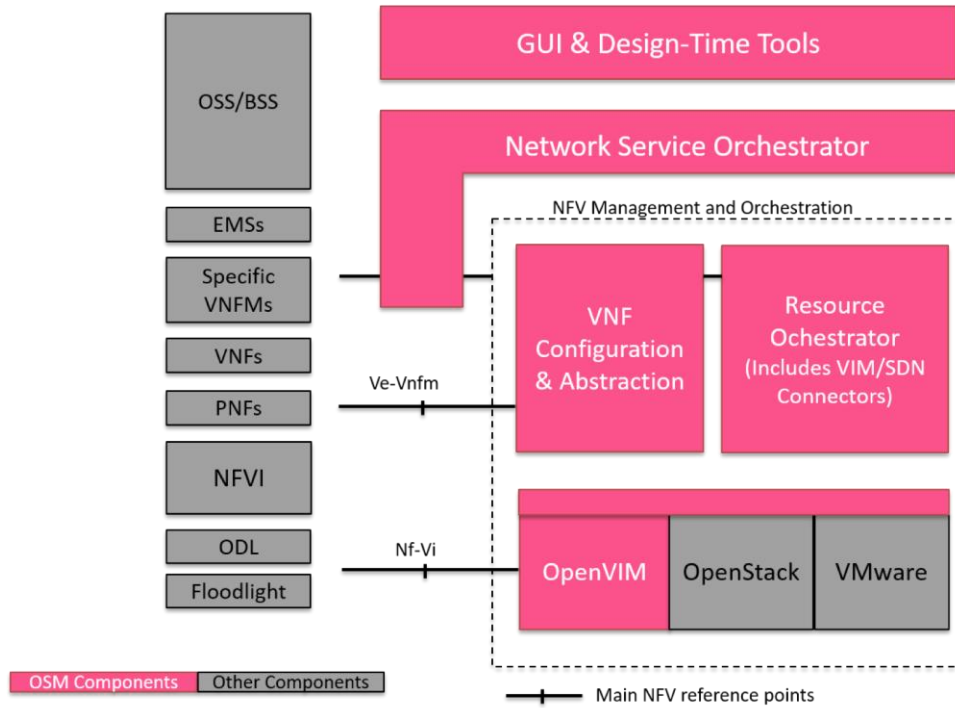 GUI & Design-Time Tools
OSS/BSS
Network Service Orchestrator
NFV Management and Orchestration
EMSs
Specific
VNFMs
VNF
Configuration
& Abstraction
Resource
Ochestrator
(Includes VIM/SDN
Connectors)
VNFs
Ve-Vnfm
PNFs
NFVI
ODL
Nf-Vi
OpenVIM
OpenStack
VMware
Floodlight
OSM Components
Other Components
Main NFV reference points